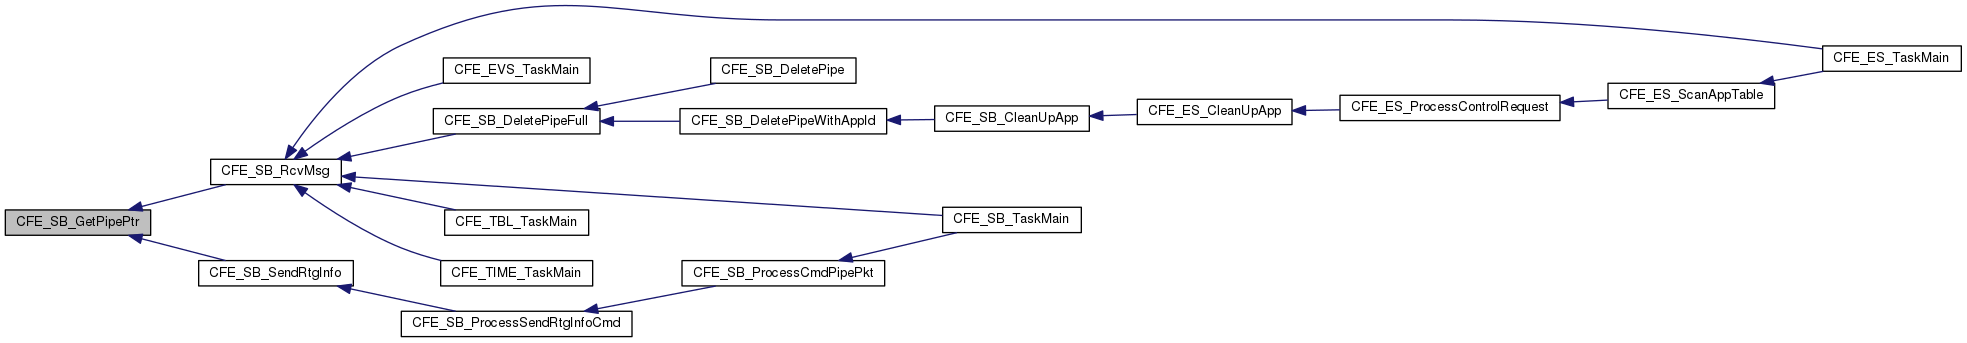 CFE_ES_TaskMain
CFE_EVS_TaskMain
CFE_SB_DeletePipe
CFE_ES_ScanAppTable
CFE_SB_DeletePipeFull
CFE_SB_DeletePipeWithAppId
CFE_SB_CleanUpApp
CFE_ES_CleanUpApp
CFE_ES_ProcessControlRequest
CFE_SB_RcvMsg
CFE_SB_GetPipePtr
CFE_TBL_TaskMain
CFE_SB_TaskMain
CFE_SB_SendRtgInfo
CFE_TIME_TaskMain
CFE_SB_ProcessCmdPipePkt
CFE_SB_ProcessSendRtgInfoCmd